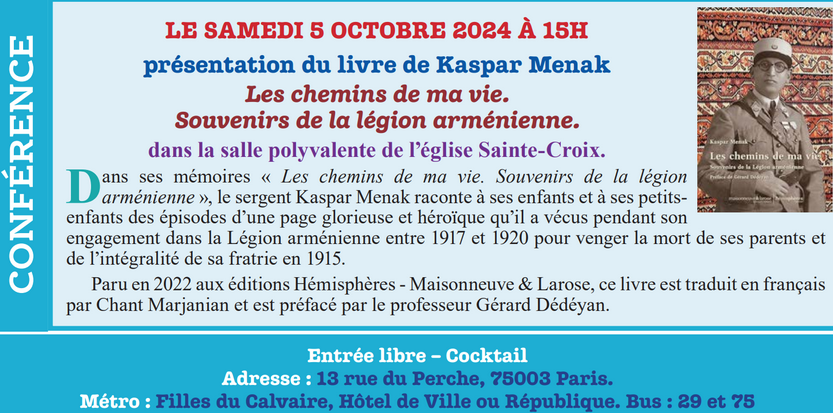 CONFÉRENCE
LE SAMEDI 5 OCTOBRE 2024 À 15H
présentation du livre de Kaspar Menak
Les chemins de ma vie.
Souvenirs de la légion arménienne.
dans la salle polyvalente de l'église Sainte-Croix.
Dans ses mémoires « Les chemins de ma vie. Souvenirs de la légion
arménienne », le sergent Kaspar Menak raconte à ses enfants et à ses petits-
enfants des épisodes d'une page glorieuse et héroïque qu'il a vécus pendant son
engagement dans la Légion arménienne entre 1917 et 1920 pour venger la mort de ses parents et
de l'intégralité de sa fratrie en 1915.
Paru en 2022 aux éditions Hémisphères - Maisonneuve & Larose, ce livre est traduit en français
par Chant Marjanian et est préfacé par le professeur Gérard Dédéyan.
Kaspar Menak
Les chemins de ma vie
Souvenirs de la Légion arménienne
Préface de Gérard Dédéyan
Entrée libre – Cocktail
Adresse : 13 rue du Perche, 75003 Paris.
Métro : Filles du Calvaire, Hôtel de Ville ou République. Bus : 29 et 75